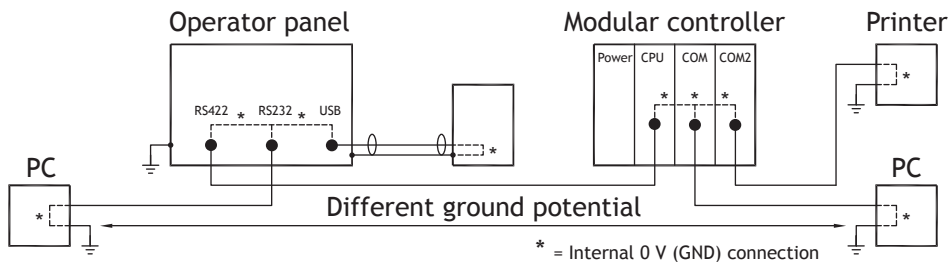 Operator panel
Modular controller
Printer
Power CPU COM COM2
* * *
*
RS422 * RS232 * USB
*
PC
PC
*
*
Different ground potential
* = Internal 0 V (GND) connection